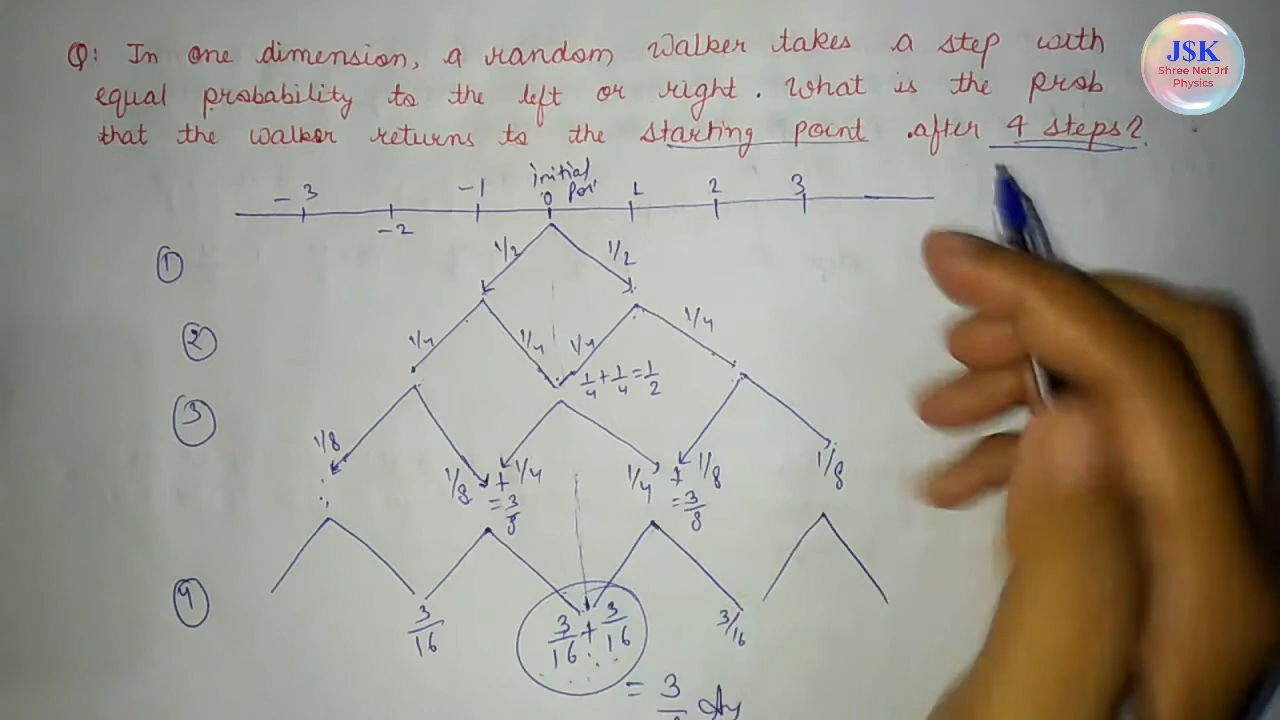 Q: In one dimension, a random walker takes a step with
equal probability to the left or right. What is the prob
that the walker returns to the starting point after 4 steps?
J$K
Shree Net Jrf
Physics
initial
-3 -2 -1 0 1 2 3
① 1/2 1/2
② 1/4 1/4 1/4 1/4
1/4 + 1/4 = 1/2
③ 1/8 1/8 + 1/4 1/4 + 1/8 1/8
= 3/8 = 3/8
④
3/16 3/16 + 3/16 3/16
= 3